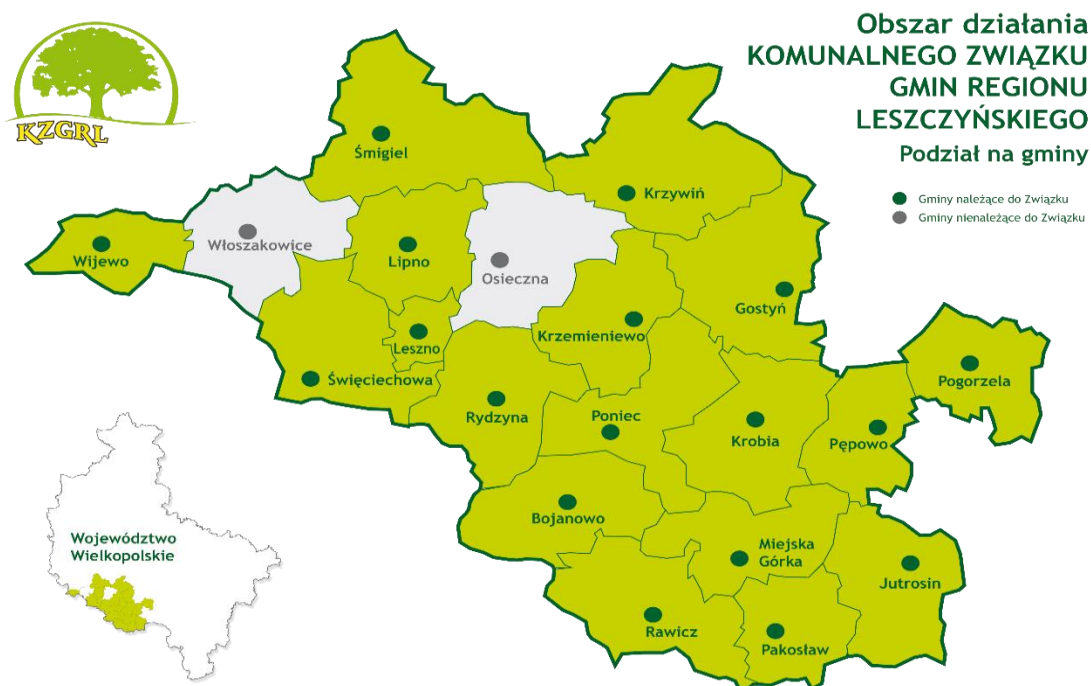 KZGRL
Obszar działania
KOMUNALNEGO ZWIĄZKU
GMIN REGIONU
LESZCZYŃSKIEGO
Podział na gminy
Gminy należące do Związku
Gminy nienależące do Związku
Śmigiel
Krzywiń
Włoszakowice
Wijewo
Lipno
Osieczna
Gostyń
Leszno
Krzemieniewo
Święciechowa
Pogorzela
Rydzyna
Poniec
Krobia
Pępowo
Bojanowo
Miejska
Górka
Jutrosin
Rawicz
Pakosław
Województwo
Wielkopolskie